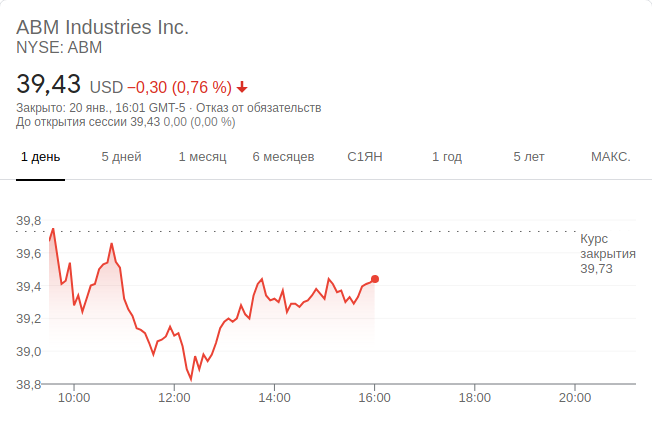 ABM Industries Inc.
NYSE: ABM
39,43 USD −0,30 (0,76 %)
Закрыто: 20 янв., 16:01 GMT-5 · Отказ от обязательств
До открытия сессии 39,43 0,00 (0,00 %)
1 день 5 дней 1 месяц 6 месяцев С1ЯН 1 год 5 лет МАКС.
39,8
39,6
39,4
39,2
39,0
38,8
Курс
закрытия
39,73
10:00 12:00 14:00 16:00 18:00 20:00